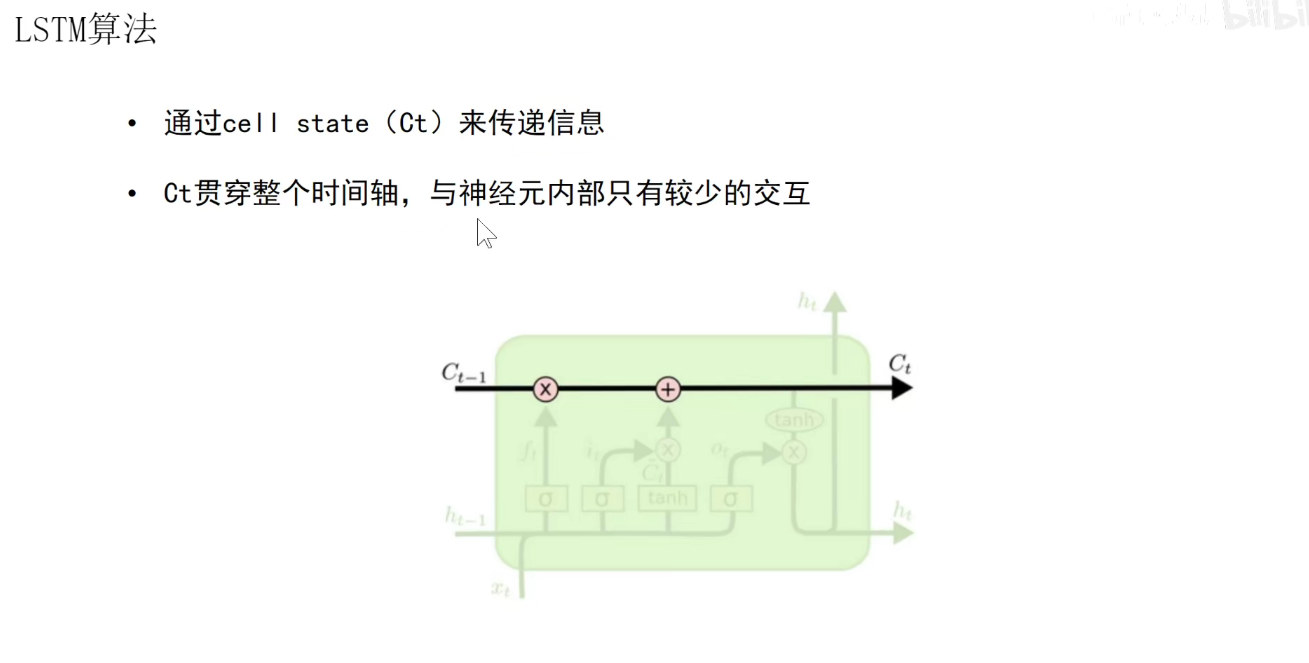 LSTM算法
bilibili
• 通过cell state（Ct）来传递信息
• Ct贯穿整个时间轴，与神经元内部只有较少的交互
h_t
C_{t-1} x + C_t
tanh
f_t i_t x o_t x
C̃_t
σ σ tanh σ
h_{t-1} h_t
x_t